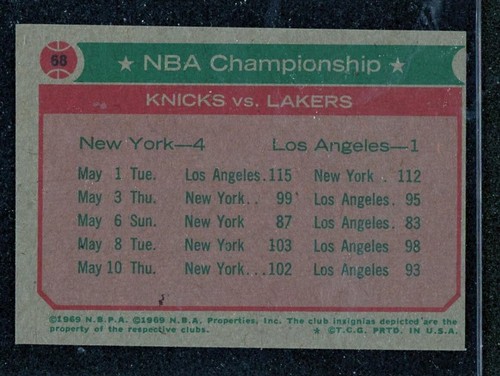 68
★ NBA Championship ★
KNICKS vs. LAKERS
New York—4 Los Angeles—1
May 1 Tue. Los Angeles.115 New York . 112
May 3 Thu. New York.. 99 Los Angeles 95
May 6 Sun. New York 87 Los Angeles 83
May 8 Tue. New York 103 Los Angeles 98
May 10 Thu. New York...102 Los Angeles 93
©1969 N.B.P.A. ©1969 N.B.A. Properties, Inc. The club insignias depicted are the
property of the respective clubs. ★ ©T.C.G. PRTD. IN U.S.A.